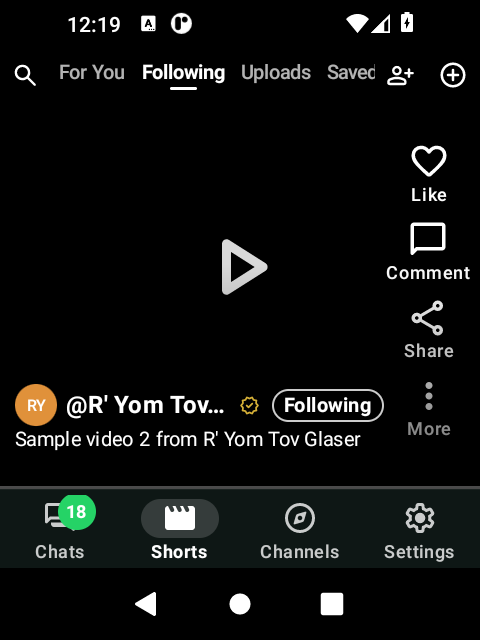 12:19
For You Following Uploads Saved
Like
Comment
Share
RY @R' Yom Tov... Following
More
Sample video 2 from R' Yom Tov Glaser
18
Chats Shorts Channels Settings